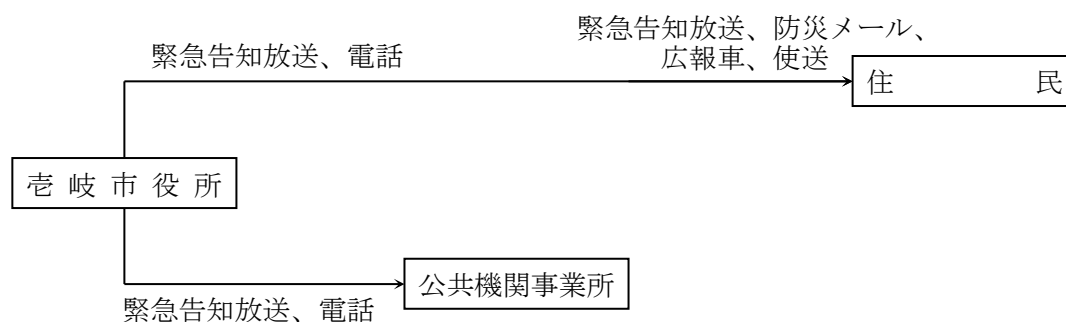 緊急告知放送、防災メール、
広報車、使送
緊急告知放送、電話
住民
壱岐市役所
公共機関事業所
緊急告知放送、電話